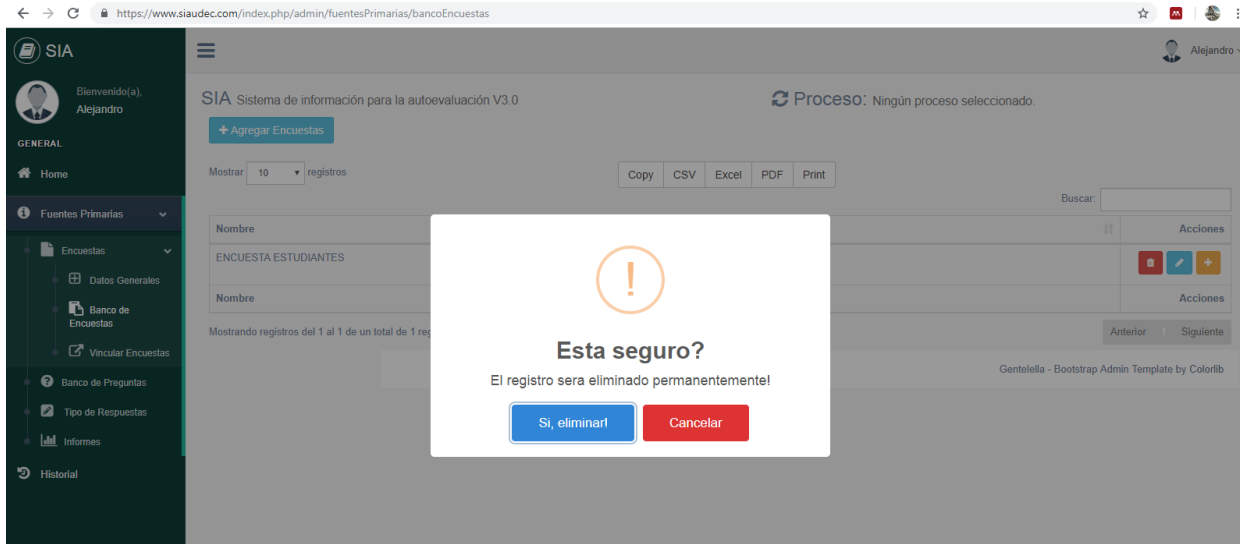 https://www.siaudec.com/index.php/admin/fuentesPrimarias/bancoEncuestas
SIA
Alejandro
Bienvenido(a),
Alejandro
SIA Sistema de información para la autoevaluación V3.0
Proceso: Ningún proceso seleccionado.
+ Agregar Encuestas
GENERAL
Home
Mostrar 10 registros
Copy CSV Excel PDF Print
Buscar:
Fuentes Primarias
Nombre Acciones
Encuestas
ENCUESTA ESTUDIANTES
Datos Generales
Nombre Acciones
Banco de
Encuestas
Mostrando registros del 1 al 1 de un total de 1 reg
Anterior 1 Siguiente
Vincular Encuestas
Esta seguro?
El registro sera eliminado permanentemente!
Si, eliminar!
Cancelar
Gentelella - Bootstrap Admin Template by Colorlib
Banco de Preguntas
Tipo de Respuestas
Informes
Historial